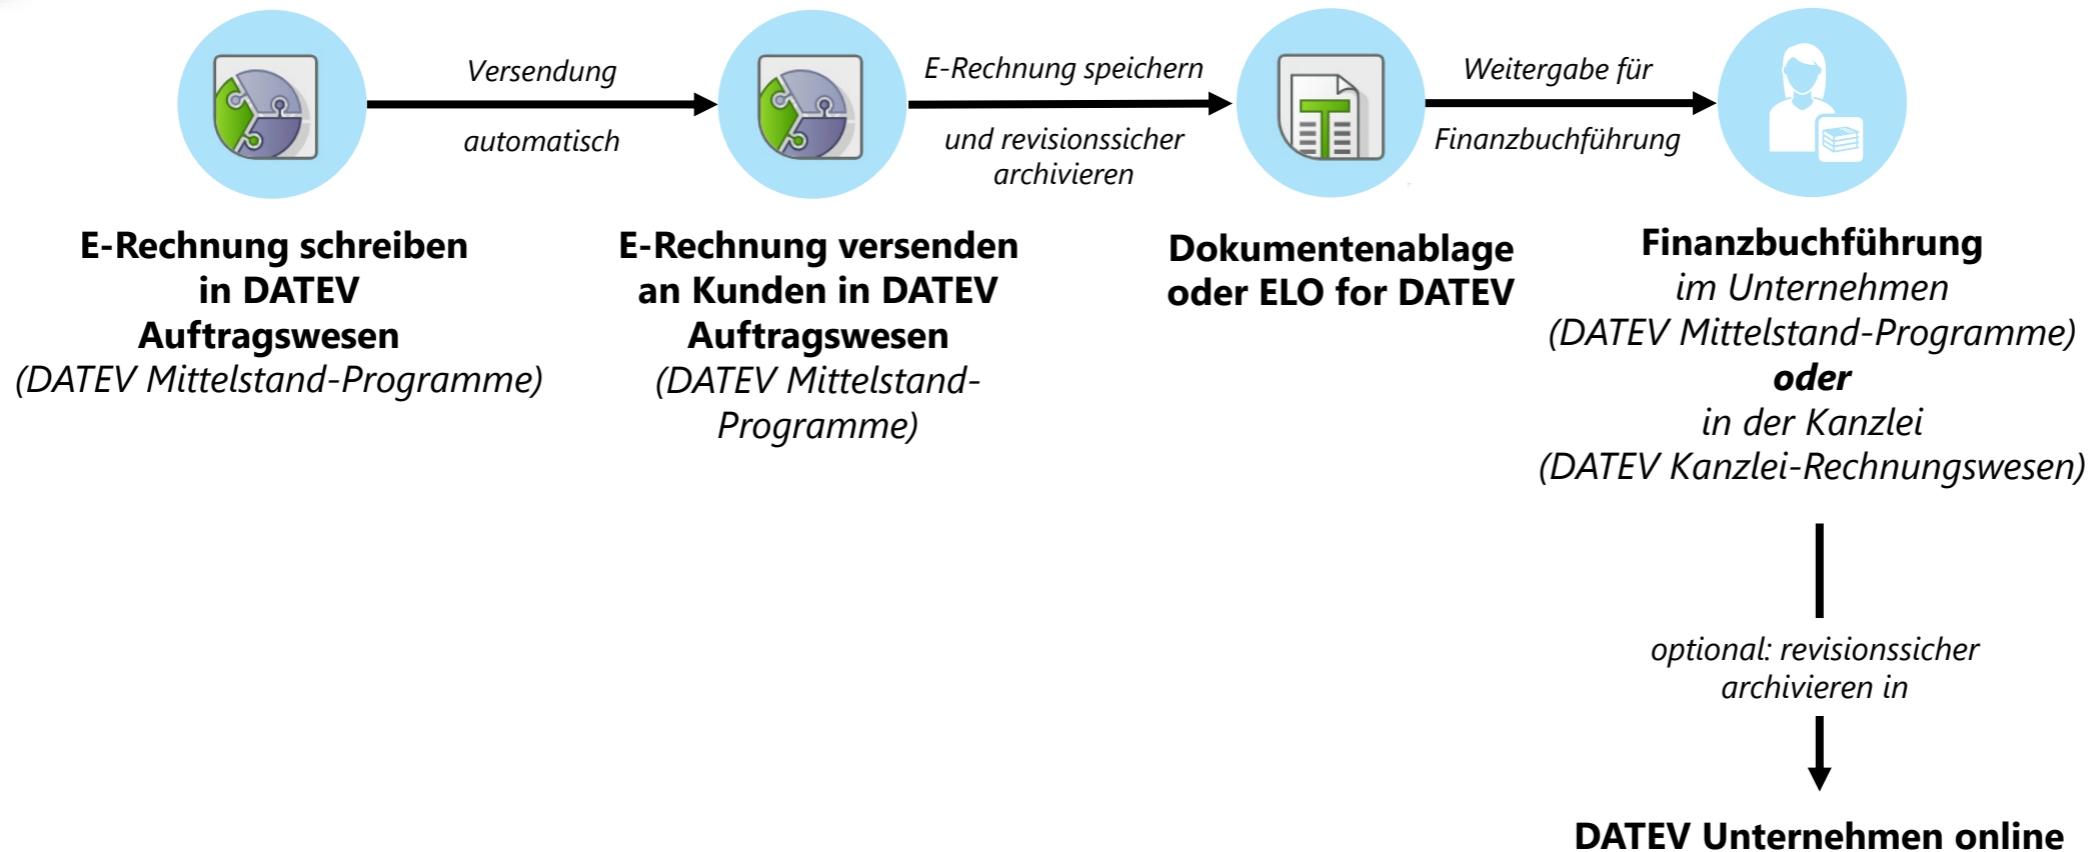 Versendung
automatisch
E-Rechnung speichern
und revisionssicher
archivieren
Weitergabe für
Finanzbuchführung
E-Rechnung schreiben
in DATEV
Auftragswesen
(DATEV Mittelstand-Programme)
E-Rechnung versenden
an Kunden in DATEV
Auftragswesen
(DATEV Mittelstand-
Programme)
Dokumentenablage
oder ELO for DATEV
Finanzbuchführung
im Unternehmen
(DATEV Mittelstand-Programme)
oder
in der Kanzlei
(DATEV Kanzlei-Rechnungswesen)
optional: revisionssicher
archivieren in
DATEV Unternehmen online